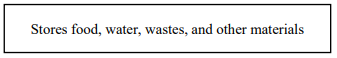 Stores food, water, wastes, and other materials